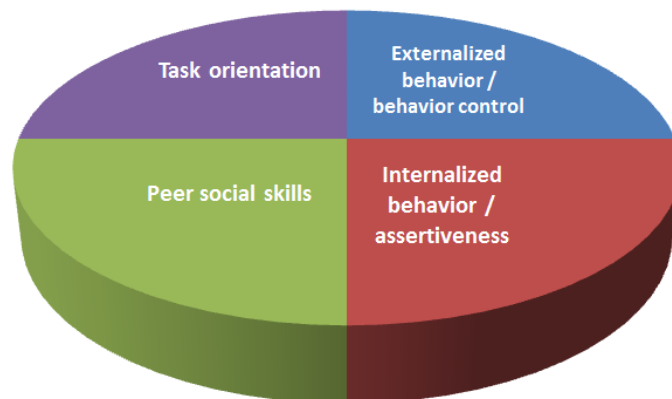 Task orientation
Externalized
behavior /
behavior control
Peer social skills
Internalized
behavior /
assertiveness